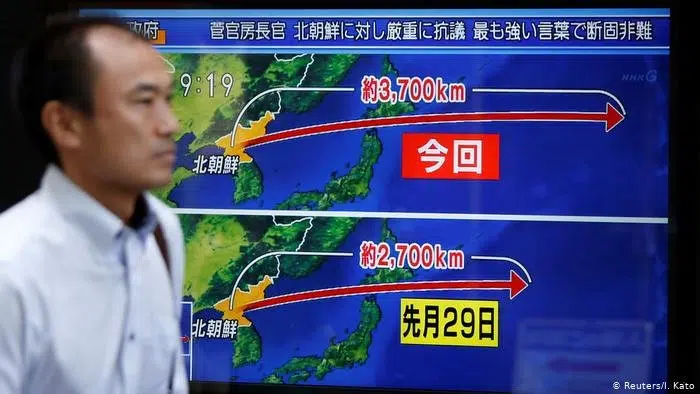 政府
菅官房長官 北朝鮮に対し厳重に抗議 最も強い言葉で断固非難
9:19
NHK G
約3,700km
今回
北朝鮮
約2,700km
先月29日
北朝鮮
© Reuters/I. Kato